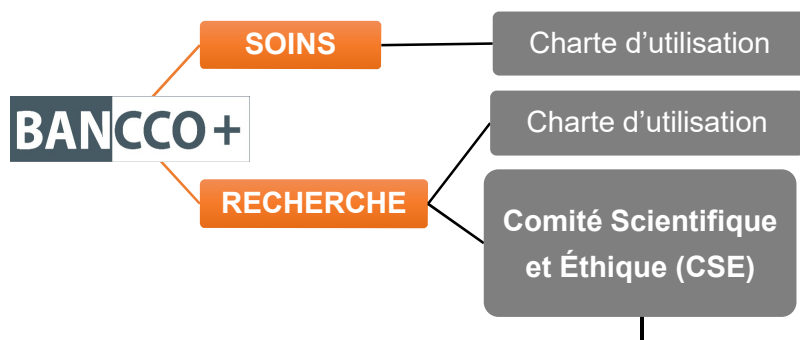 SOINS
Charte d’utilisation
BANCCO+
Charte d’utilisation
RECHERCHE
Comité Scientifique
et Éthique (CSE)